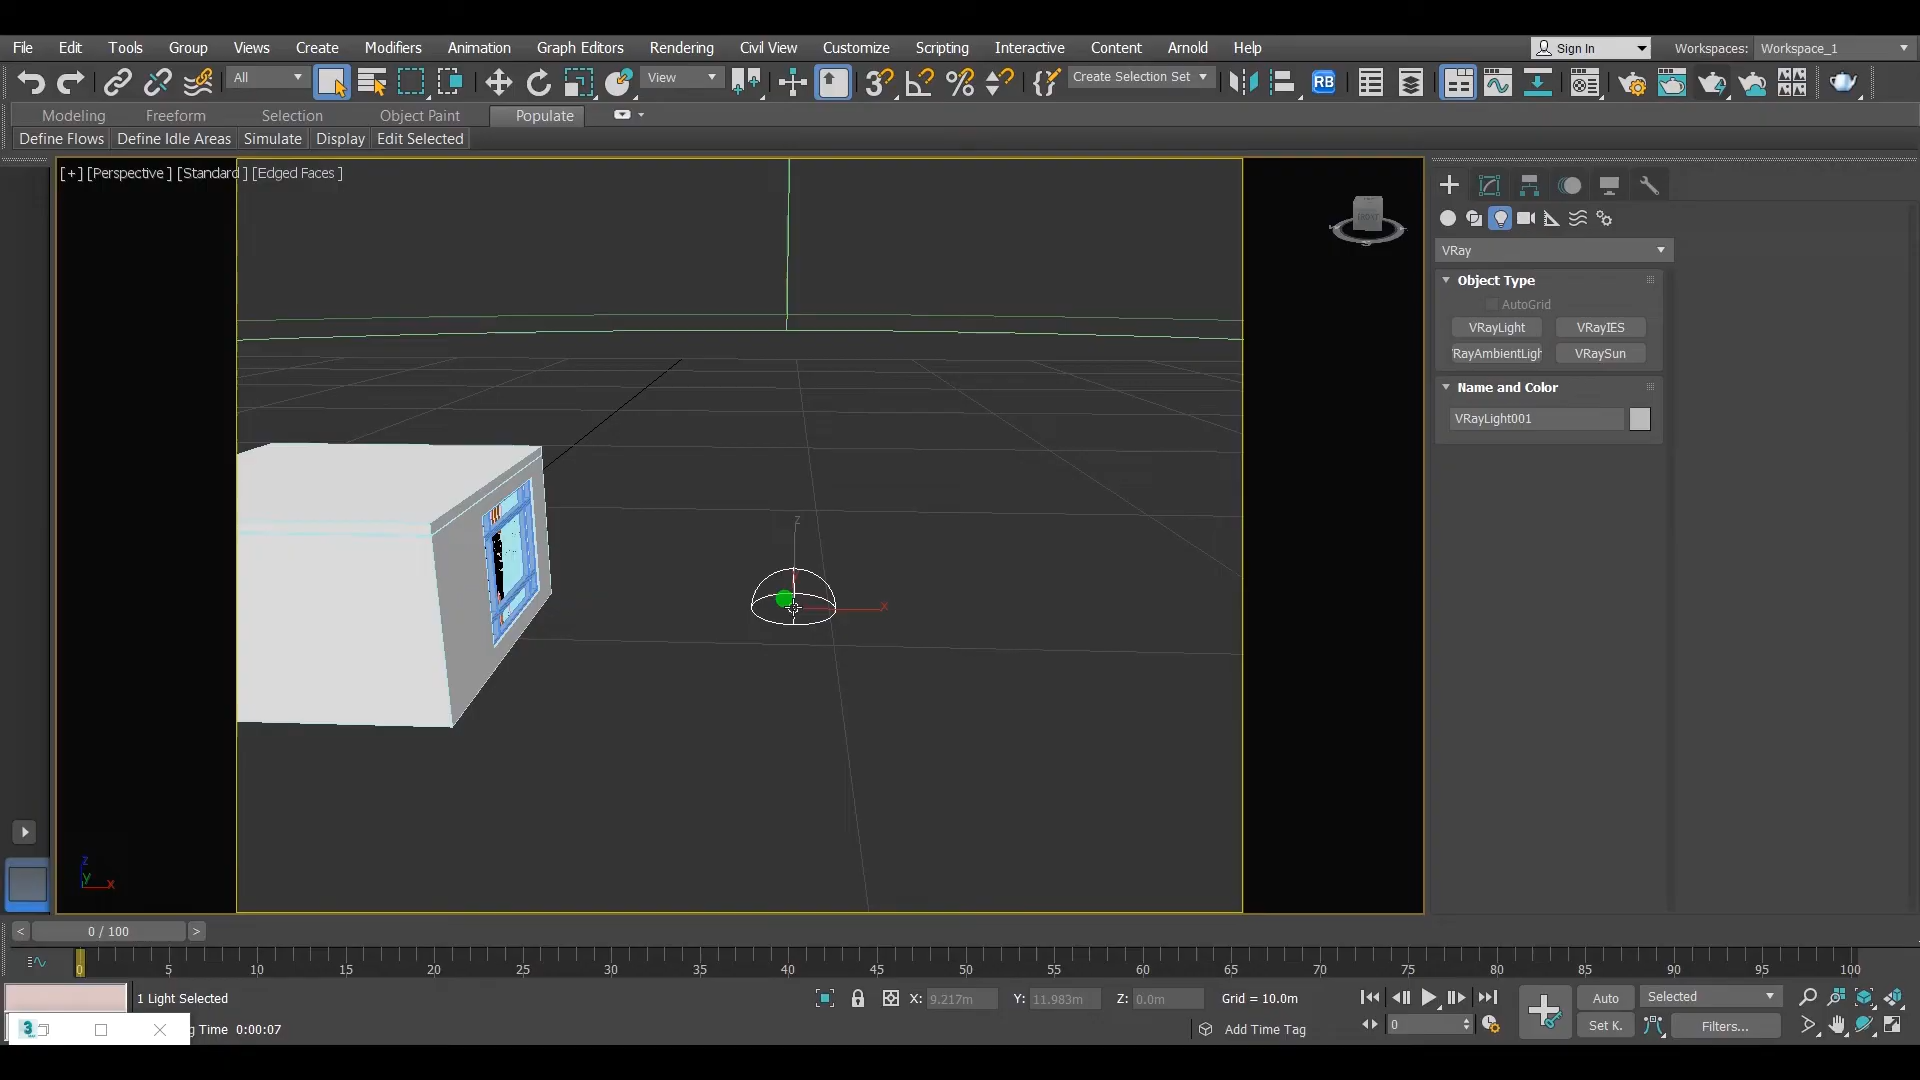 File Edit Tools Group Views Create Modifiers Animation Graph Editors Rendering Civil View Customize Scripting Interactive Content Arnold Help Sign In Workspaces: Workspace_1
All View Create Selection Set RB
Modeling Freeform Selection Object Paint Populate
Define Flows Define Idle Areas Simulate Display Edit Selected
[+] [Perspective ] [Standard ] [Edged Faces ]
VRay
Object Type
AutoGrid
VRayLight VRayIES
RayAmbientLigh VRaySun
Name and Color
VRayLight001
z
x
z
y x
< 0 / 100 >
0 5 10 15 20 25 30 35 40 45 50 55 60 65 70 75 80 85 90 95 100
1 Light Selected X: 9.217m Y: 11.983m Z: 0.0m Grid = 10.0m Auto Selected
3 g Time 0:00:07 Add Time Tag 0 Set K. Filters...